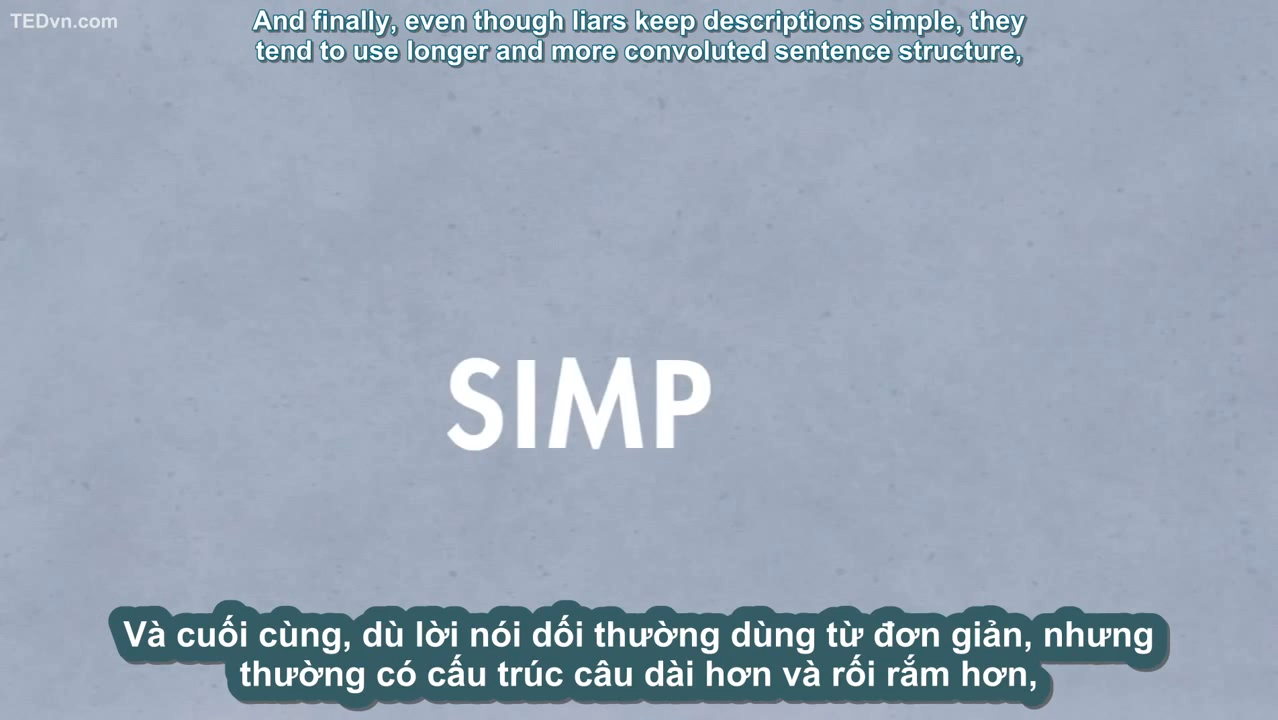 TEDvn.com
And finally, even though liars keep descriptions simple, they
tend to use longer and more convoluted sentence structure,
SIMP
Và cuối cùng, dù lời nói dối thường dùng từ đơn giản, nhưng
thường có cấu trúc câu dài hơn và rối rắm hơn,